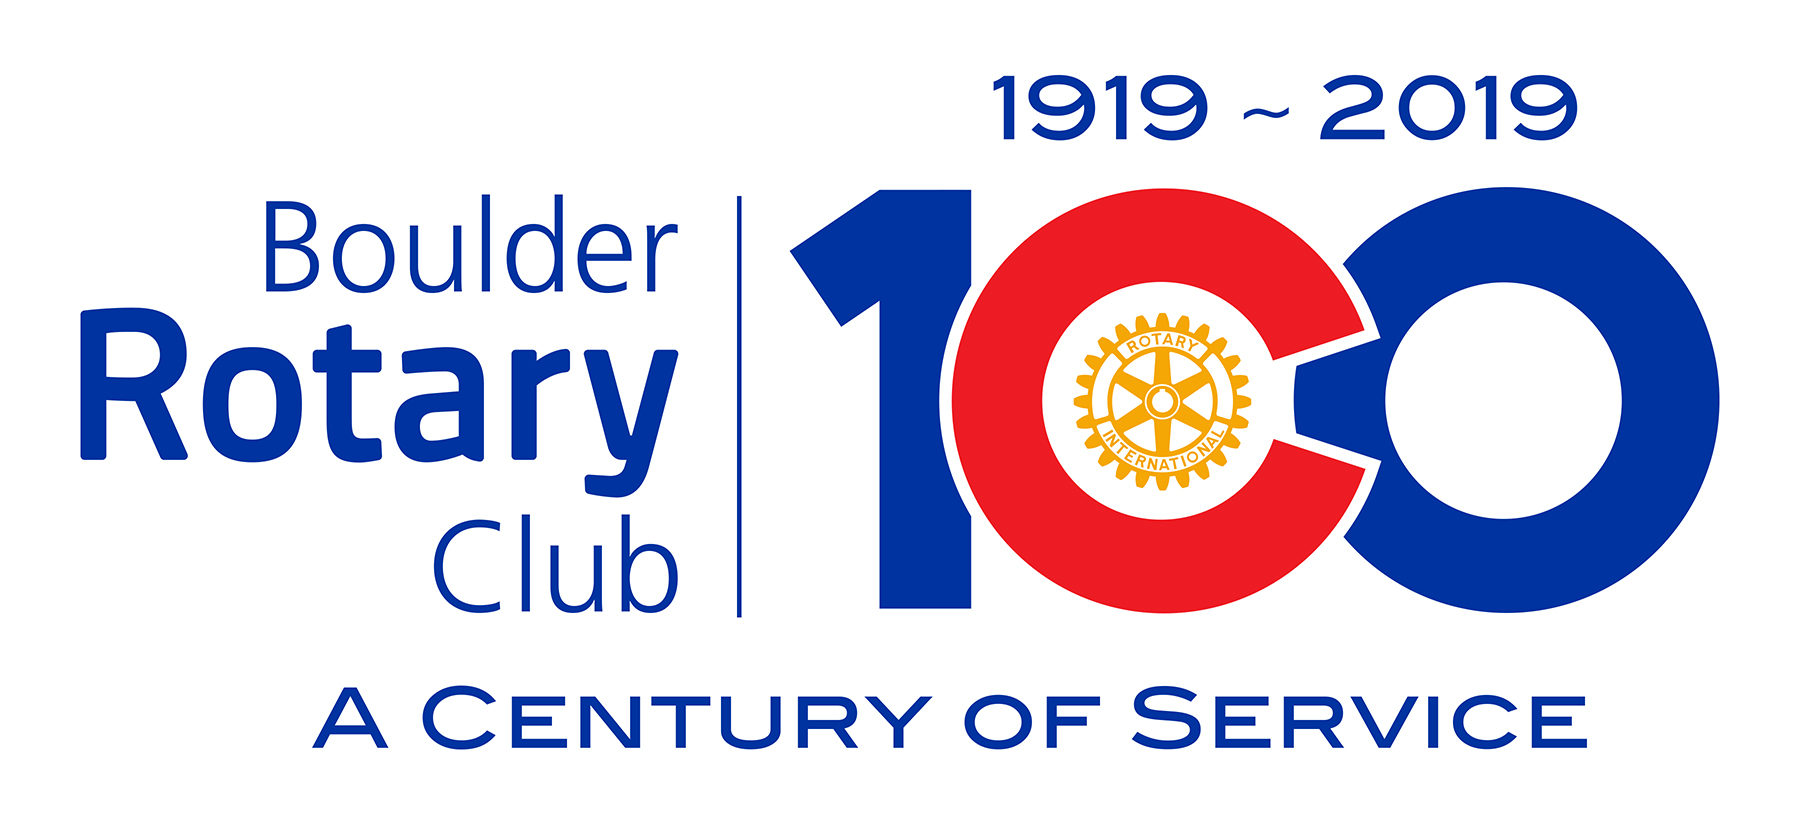 1919 ~ 2019
Boulder
Rotary
Club
100
ROTARY
INTERNATIONAL
A CENTURY OF SERVICE